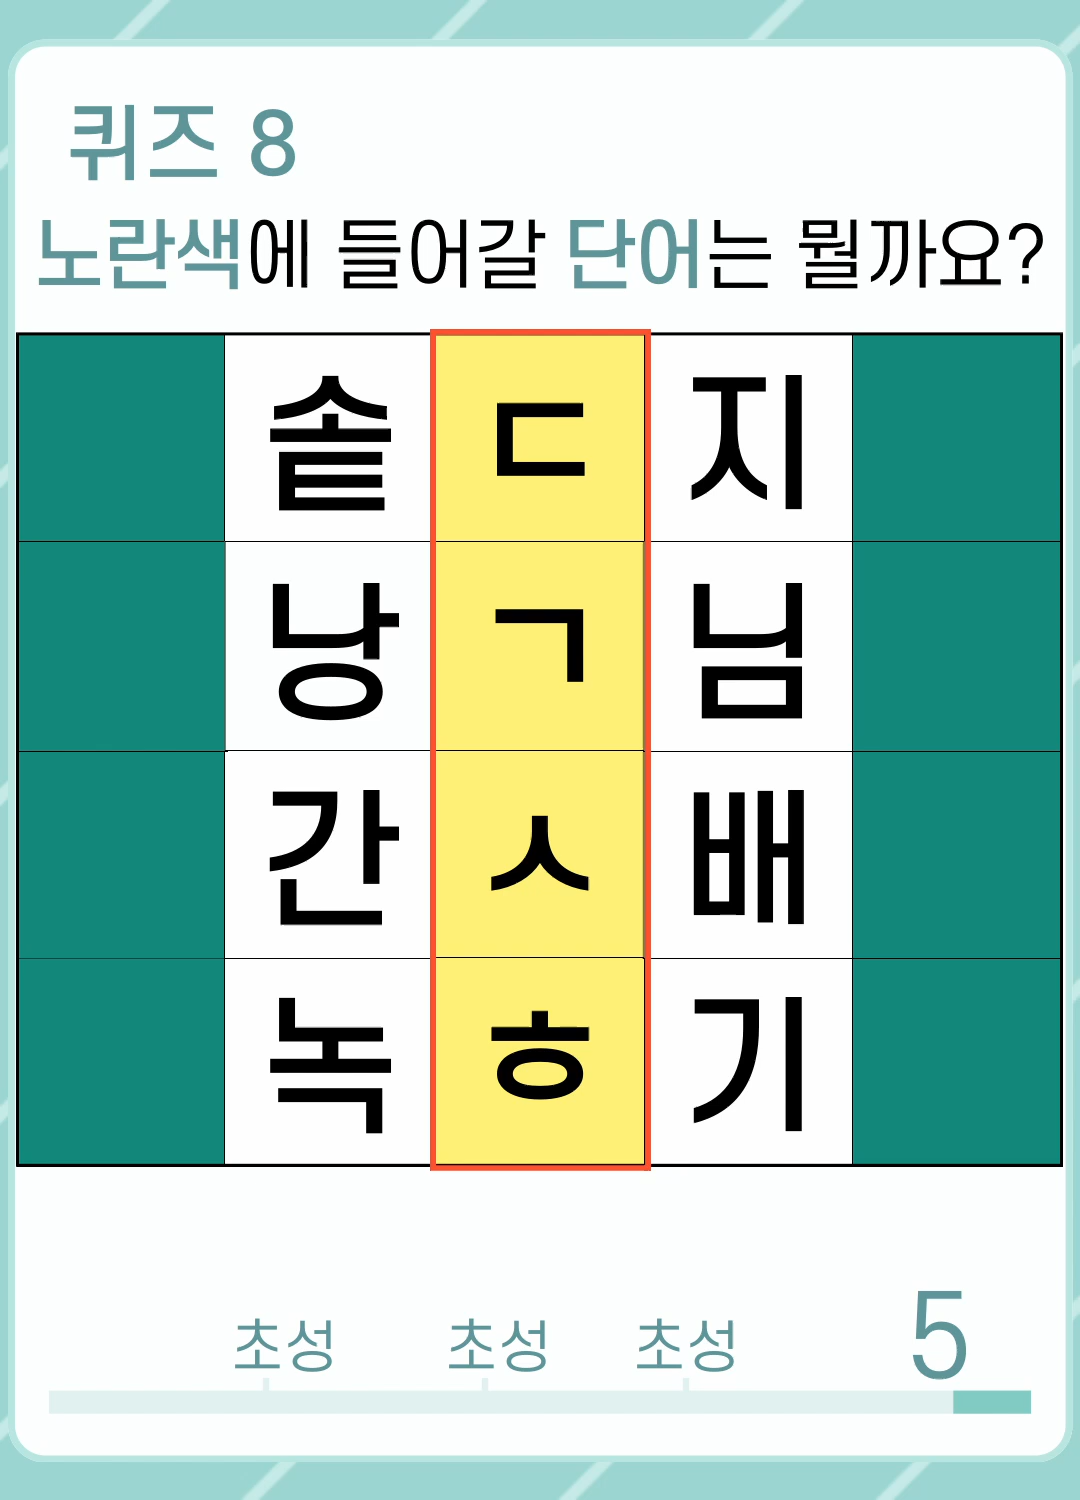 퀴즈 8
노란색에 들어갈 단어는 뭘까요?
솥 ㄷ 지
낭 ㄱ 님
간 ㅅ 배
녹 ㅎ 기
초성 초성 초성 5